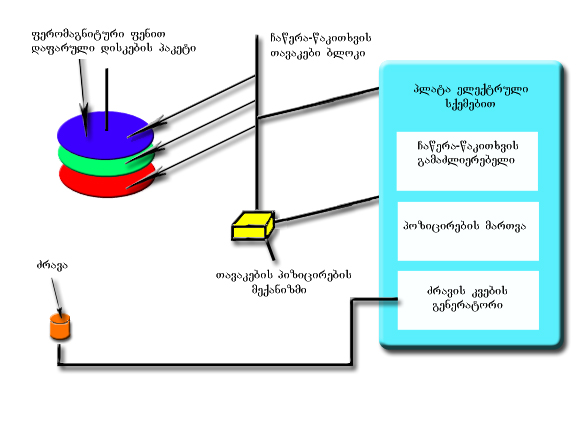 ფერომაგნიტური ფენით
დაფარული დისკების პაკეტი
ჩაწერა-წაკითხვის
თავაკები ბლოკი
პლატა ელექტრული
სქემებით
ჩაწერა-წაკითხვის
გამაძლიერებელი
პოზიცირების მართვა
ძრავის კვების
გენერატორი
თავაკების პიზიცირების
მექანიზმი
ძრავა